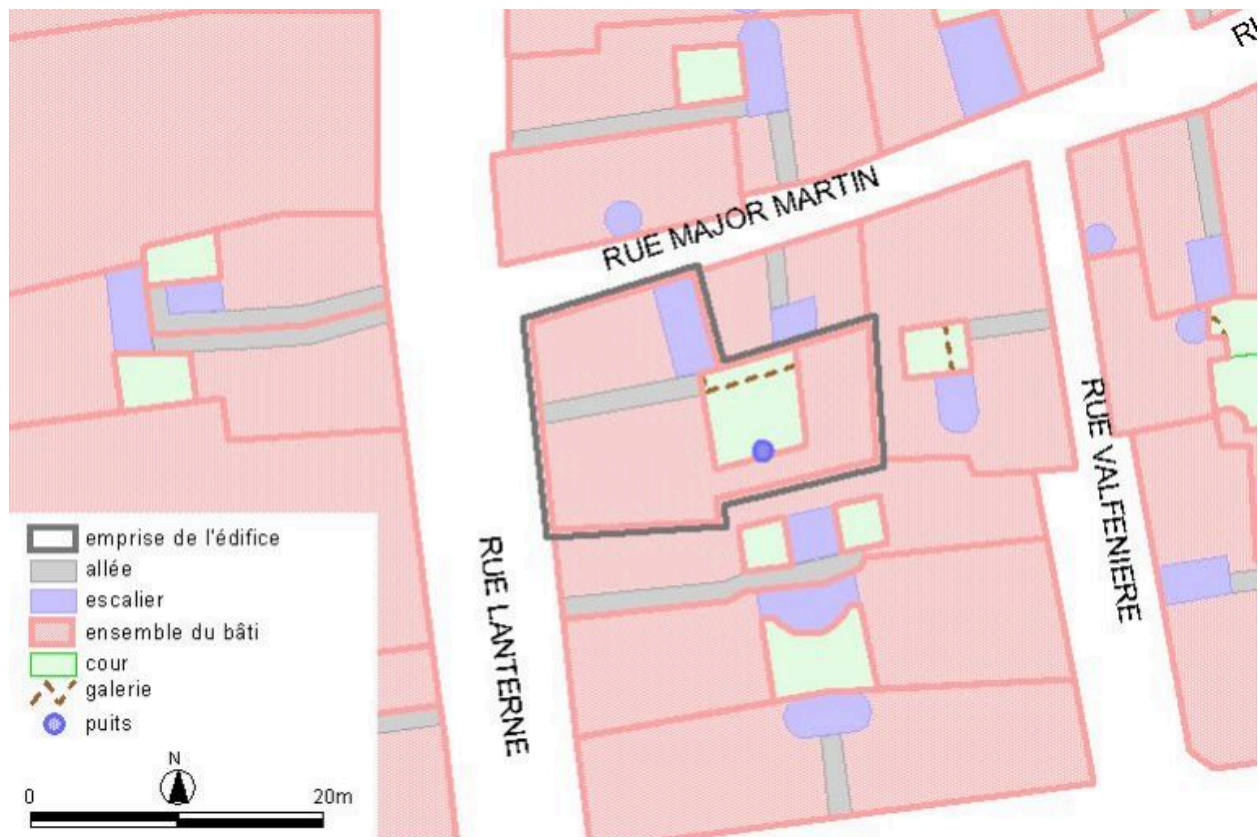 RU
RUE MAJOR MARTIN
RUE VALFENIERE
RUE LANTERNE
emprise de l'édifice
allée
escalier
ensemble du bâti
cour
galerie
puits
N
0 20m